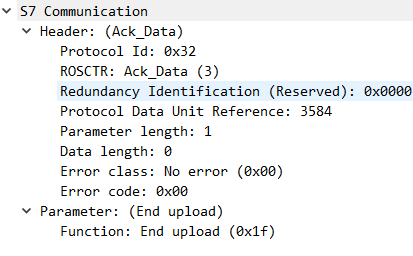 S7 Communication
Header: (Ack_Data)
Protocol Id: 0x32
ROSCTR: Ack_Data (3)
Redundancy Identification (Reserved): 0x0000
Protocol Data Unit Reference: 3584
Parameter length: 1
Data length: 0
Error class: No error (0x00)
Error code: 0x00
Parameter: (End upload)
Function: End upload (0x1f)